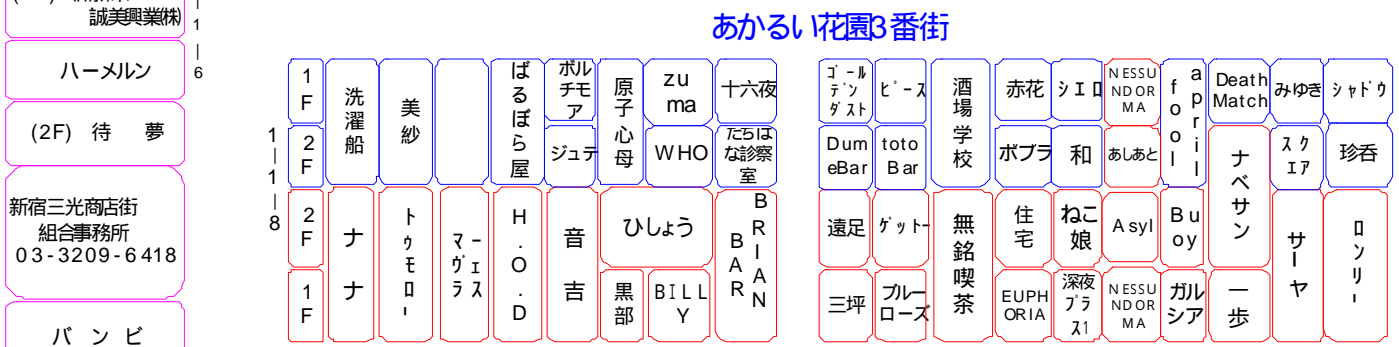 誠美興業㈱
1
|
6
ハーメルン
(2F) 待 夢
新宿三光商店街
組合事務所
03-3209-6418
バンビ
あかるい花園3番街
1|1|8
1F
洗濯船
美紗
ばるぼら屋
ボルチモア
原子心母
zuma
十六夜
2F
ジュテ
WHO
たちばな診察室
2F
ナナ
トゥモロー
マーヴェラス
H.O.D
音吉
ひしょう
BRIAN BAR
1F
黒部
BILLY
ゴールデンダスト
ピース
酒場学校
赤花
シエロ
NESSUNDORMA
april fool
Death Match
みゆき
シャドウ
DumeBar
toto Bar
ボブラ
和
あしあと
ナベサン
スクエア
珍呑
遠足
ゲットー
無銘喫茶
住宅
ねこ娘
Asyl
Buoy
サーヤ
ロンリー
三坪
ブルーローズ
EUPHORIA
深夜プラス1
NESSUNDORMA
ガルシア
一歩